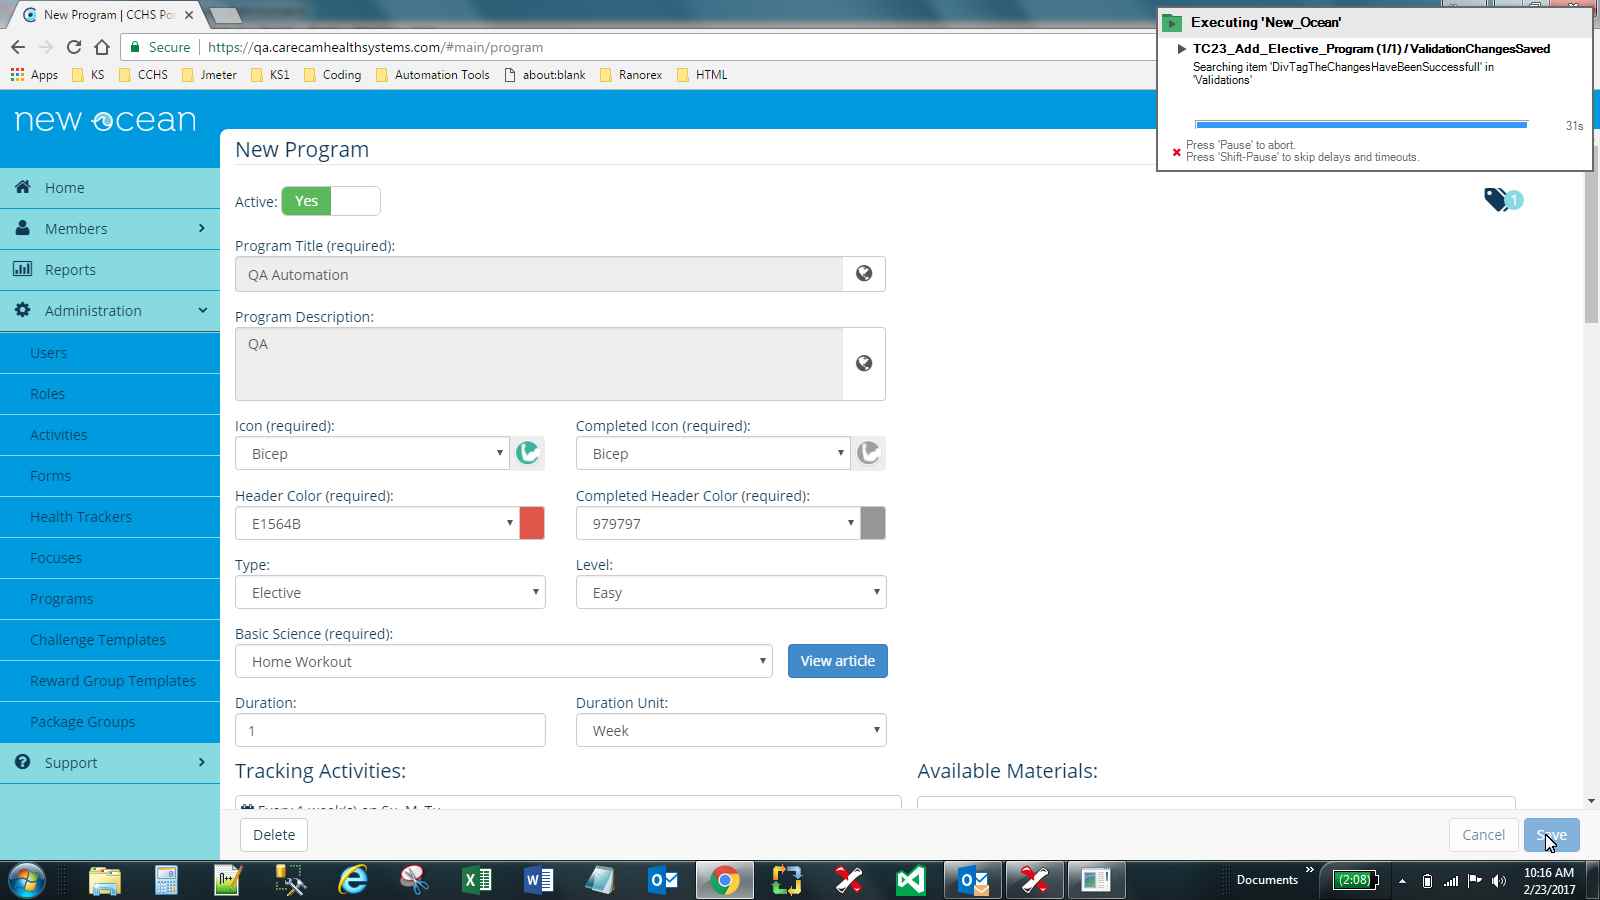 New Program | CCHS Po
Secure
https://qa.carecamhealthsystems.com/#main/program
Apps
KS
CCHS
Jmeter
KS1
Coding
Automation Tools
about:blank
Ranorex
HTML
Executing 'New_Ocean'
TC23_Add_Elective_Program (1/1) / ValidationChangesSaved
Searching item 'DivTagTheChangesHaveBeenSuccessfull' in
'Validations'
31s
Press 'Pause' to abort.
Press 'Shift-Pause' to skip delays and timeouts.
new ocean
Home
Members
Reports
Administration
Users
Roles
Activities
Forms
Health Trackers
Focuses
Programs
Challenge Templates
Reward Group Templates
Package Groups
Support
New Program
Active: Yes
1
Program Title (required):
QA Automation
Program Description:
QA
Icon (required):
Completed Icon (required):
Bicep
Bicep
Header Color (required):
Completed Header Color (required):
E1564B
979797
Type:
Level:
Elective
Easy
Basic Science (required):
Home Workout
View article
Duration:
Duration Unit:
1
Week
Tracking Activities:
Available Materials:
Every 1 week(s) on Su, M, Tu
Delete
Cancel
Save
Documents
(2:08)
10:16 AM
2/23/2017